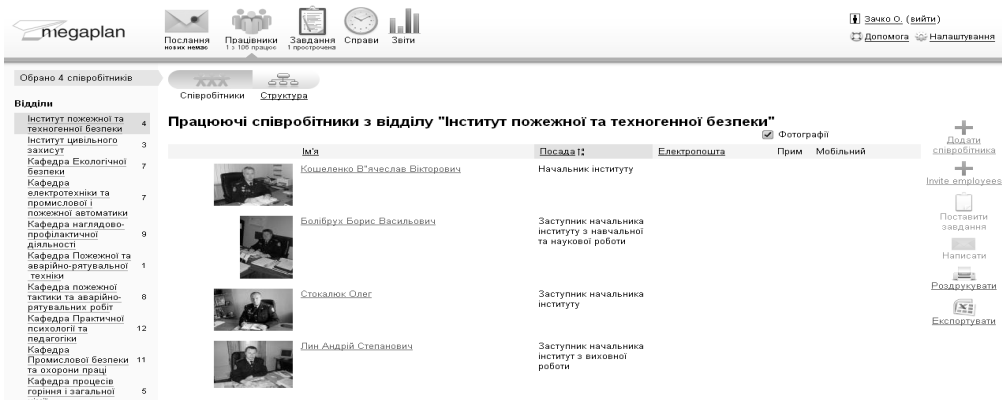 megaplan
Послання
нових немає
Працівники
1 з 106 працює
Завдання
1 прострочена
Справи
Звіти
Зачко О. (вийти)
Допомога Налаштування
Обрано 4 співробітників
Співробітники Структура
Відділи
Інститут пожежної та
техногенної безпеки 4
Інститут цивільного
захисут 3
Кафедра Екологічної
безпеки 7
Кафедра
електротехніки та
промислової і
пожежної автоматики 7
Кафедра наглядово-
профілактичної
діяльності 9
Кафедра Пожежної та
аварійно-рятувальної
техніки 1
Кафедра пожежної
тактики та аварійно-
рятувальних робіт 8
Кафедра Практичної
психології та
педагогіки 12
Кафедра
Промислової безпеки
та охорони праці 11
Кафедра процесів
горіння і загальної 5
Працюючі співробітники з відділу "Інститут пожежної та техногенної безпеки"
Фотографії
Ім'я Посада Електропошта Прим Мобільний
Кошеленко В"ячеслав Вікторович Начальник інституту
Болібрух Борис Васильович Заступник начальника
інституту з навчальної
та наукової роботи
Стокалюк Олег Заступник начальника
інституту
Лин Андрій Степанович Заступник начальника
інститут з виховної
роботи
Додати
співробітника
Invite employees
Поставити
завдання
Написати
Роздрукувати
Експортувати